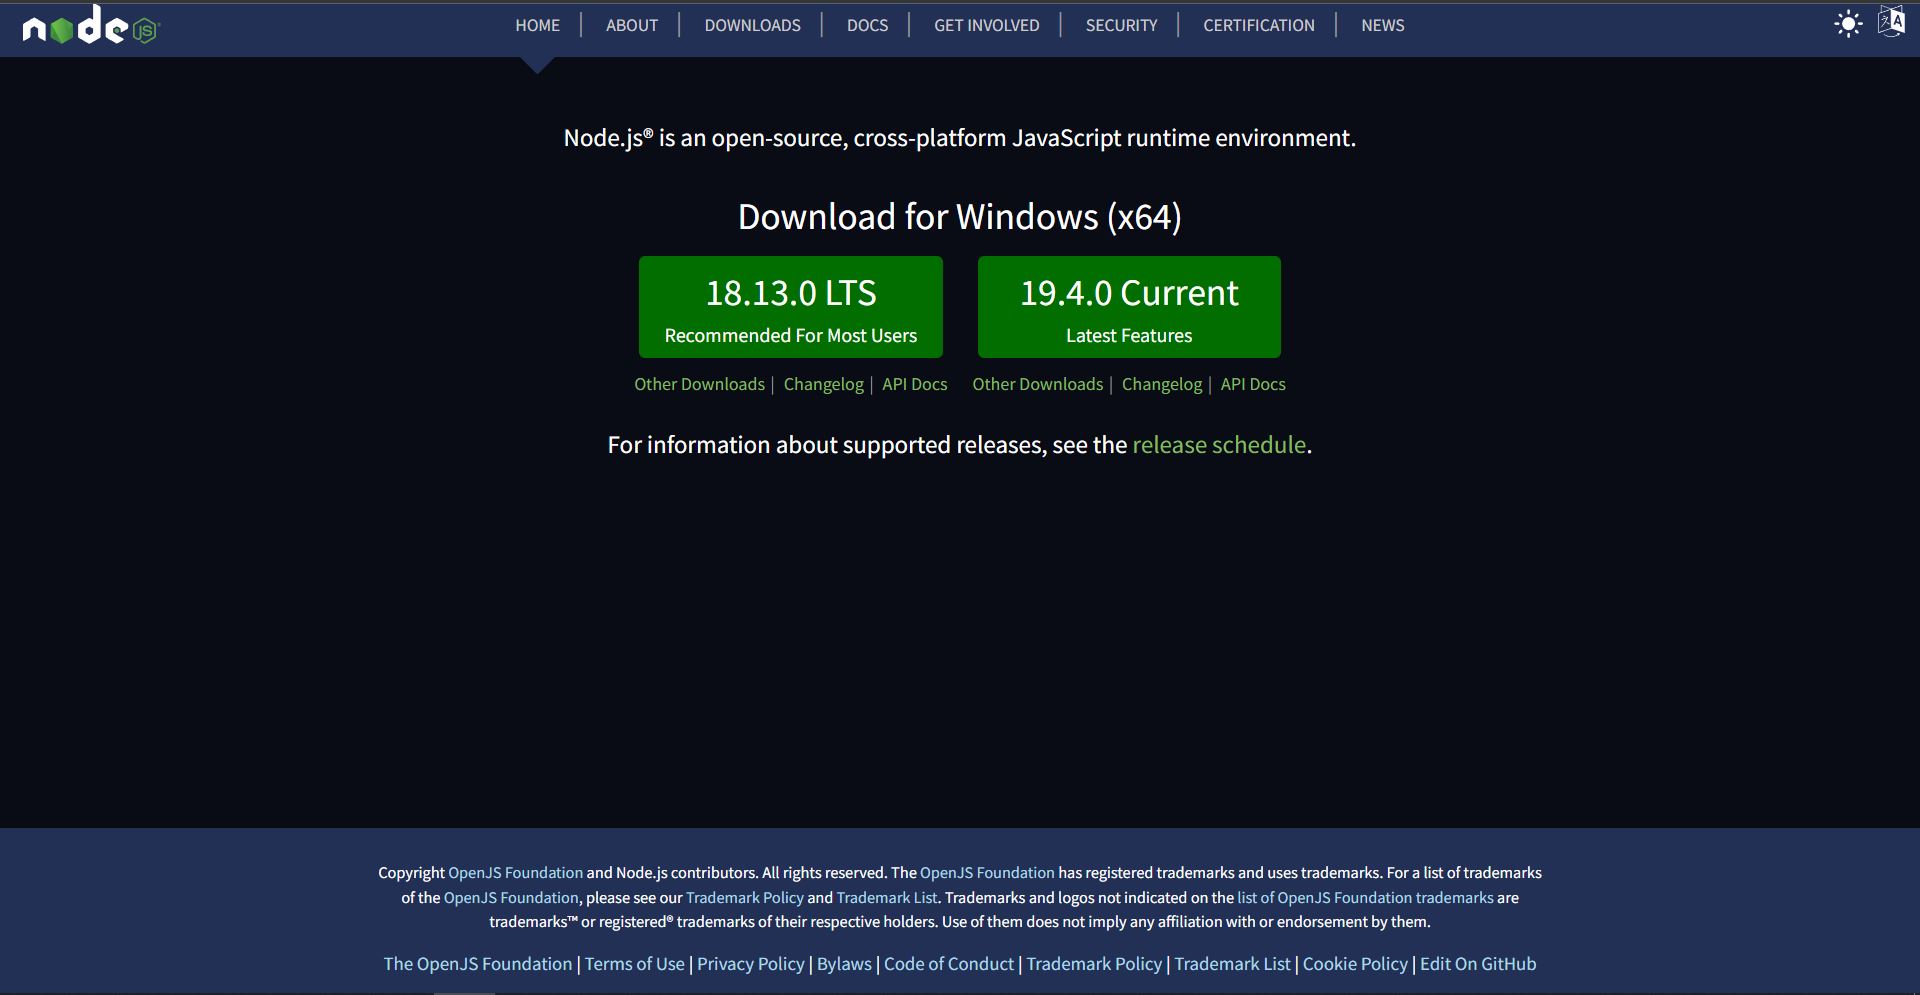 node JS®
HOME | ABOUT | DOWNLOADS | DOCS | GET INVOLVED | SECURITY | CERTIFICATION | NEWS
Node.js® is an open-source, cross-platform JavaScript runtime environment.
Download for Windows (x64)
18.13.0 LTS
Recommended For Most Users
19.4.0 Current
Latest Features
Other Downloads | Changelog | API Docs
Other Downloads | Changelog | API Docs
For information about supported releases, see the release schedule.
Copyright OpenJS Foundation and Node.js contributors. All rights reserved. The OpenJS Foundation has registered trademarks and uses trademarks. For a list of trademarks
of the OpenJS Foundation, please see our Trademark Policy and Trademark List. Trademarks and logos not indicated on the list of OpenJS Foundation trademarks are
trademarks™ or registered® trademarks of their respective holders. Use of them does not imply any affiliation with or endorsement by them.
The OpenJS Foundation | Terms of Use | Privacy Policy | Bylaws | Code of Conduct | Trademark Policy | Trademark List | Cookie Policy | Edit On GitHub